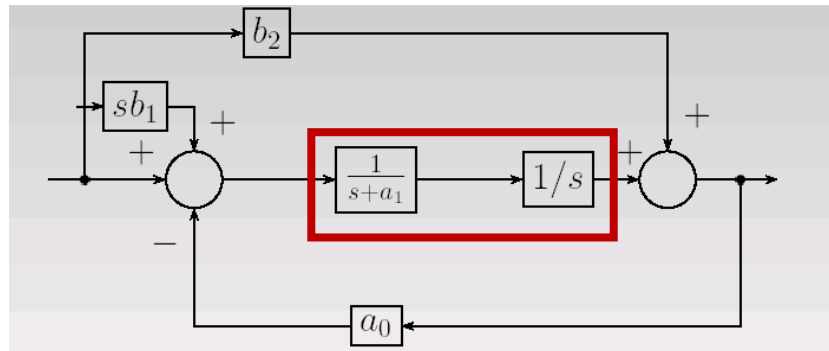 b₂
sb₁
+
+
+
+
1/(s+a₁)
1/s
−
a₀